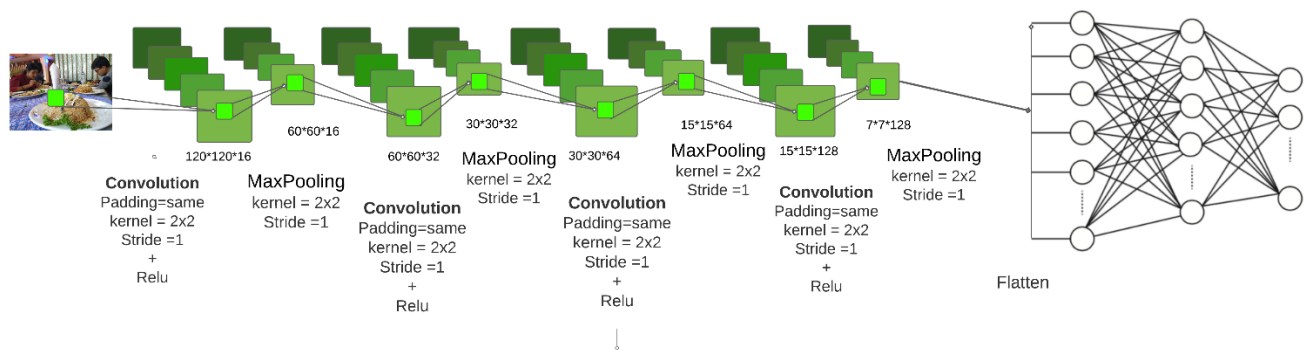 120*120*16
Convolution
Padding=same
kernel = 2x2
Stride =1
+
Relu
60*60*16
MaxPooling
kernel = 2x2
Stride =1
60*60*32
Convolution
Padding=same
kernel = 2x2
Stride =1
+
Relu
30*30*32
MaxPooling
kernel = 2x2
Stride =1
30*30*64
Convolution
Padding=same
kernel = 2x2
Stride =1
+
Relu
15*15*64
MaxPooling
kernel = 2x2
Stride =1
15*15*128
Convolution
Padding=same
kernel = 2x2
Stride =1
+
Relu
7*7*128
MaxPooling
kernel = 2x2
Stride =1
Flatten